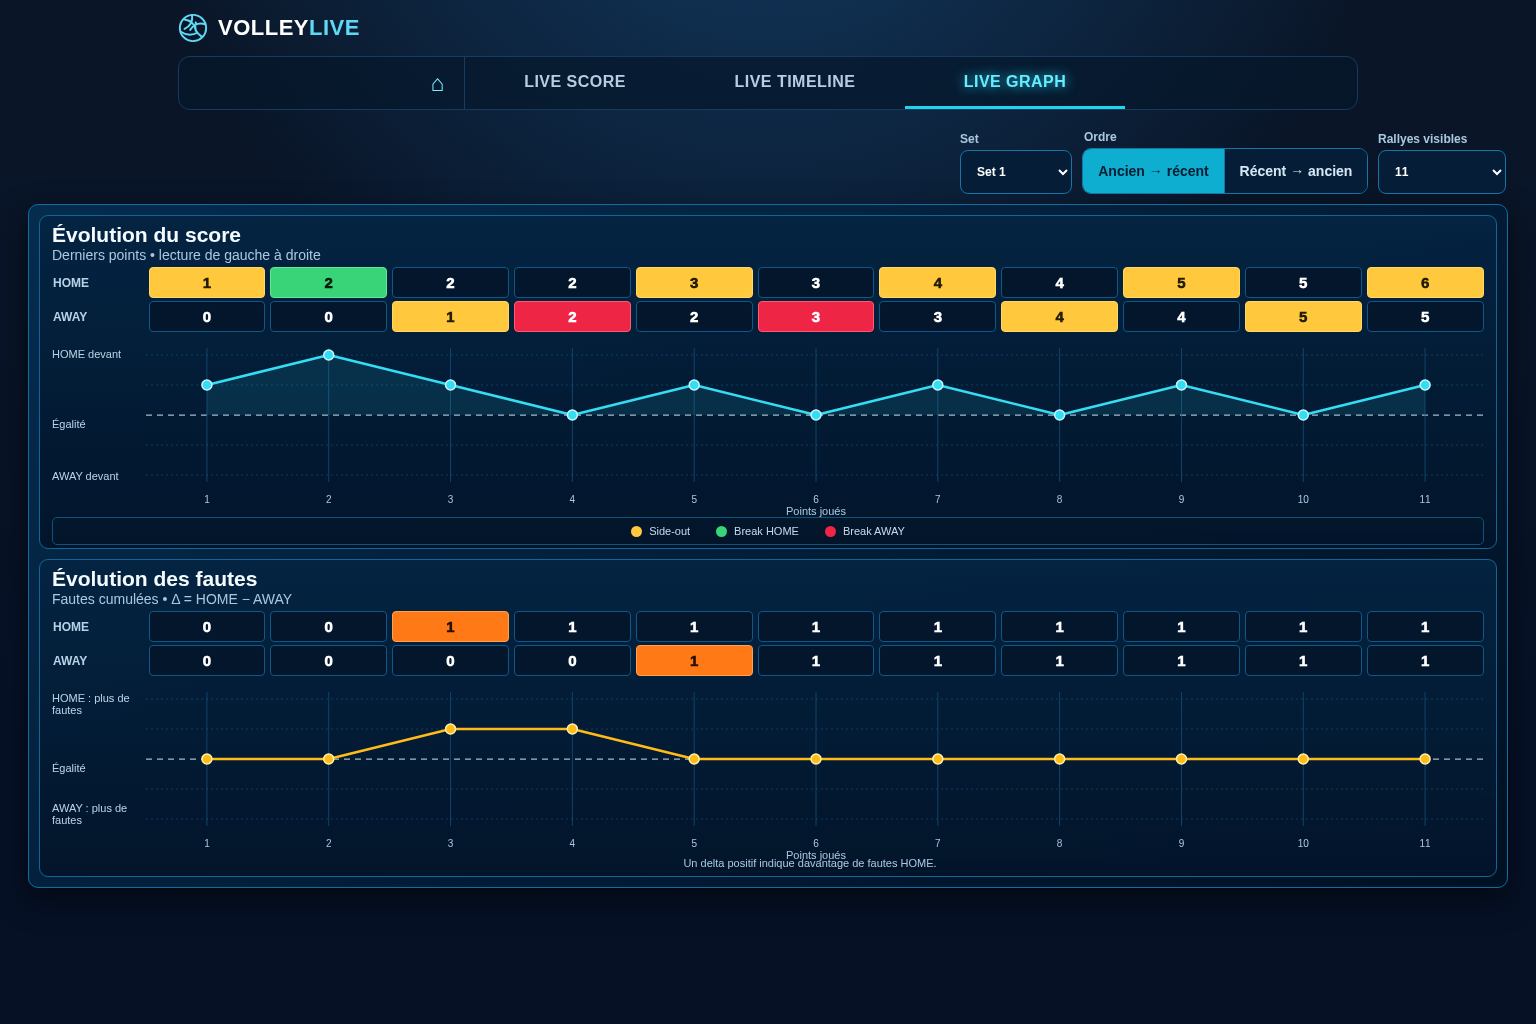 VOLLEYLIVE
LIVE SCORE LIVE TIMELINE LIVE GRAPH
Set Ordre Rallyes visibles
Set 1 Ancien → récent Récent → ancien 11
Évolution du score
Derniers points • lecture de gauche à droite
HOME 1 2 2 2 3 3 4 4 5 5 6
AWAY 0 0 1 2 2 3 3 4 4 5 5
HOME devant
Égalité
AWAY devant
1 2 3 4 5 6 7 8 9 10 11
Points joués
Side-out Break HOME Break AWAY
Évolution des fautes
Fautes cumulées • Δ = HOME − AWAY
HOME 0 0 1 1 1 1 1 1 1 1 1
AWAY 0 0 0 0 1 1 1 1 1 1 1
HOME : plus de
fautes
Égalité
AWAY : plus de
fautes
1 2 3 4 5 6 7 8 9 10 11
Points joués
Un delta positif indique davantage de fautes HOME.